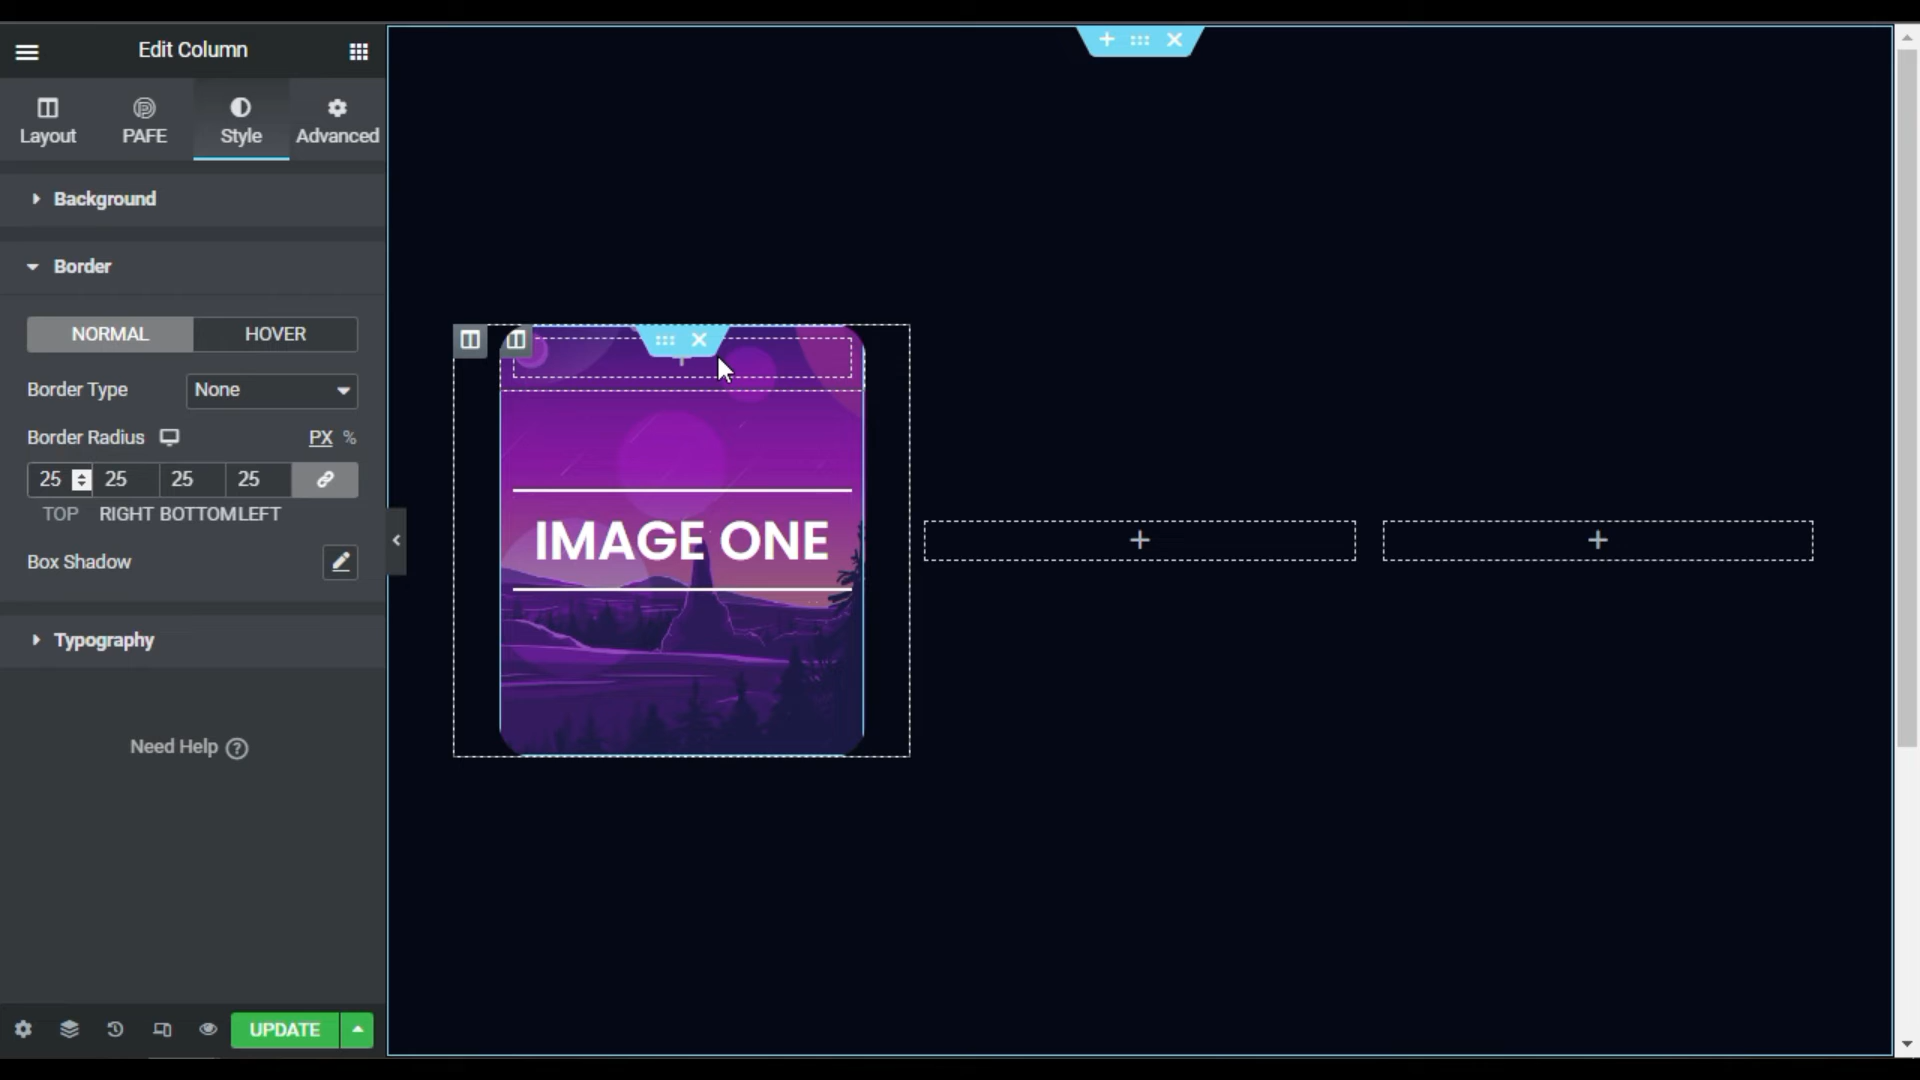 Edit Column
Layout PAFE Style Advanced
Background
Border
NORMAL HOVER
Border Type None
Border Radius PX %
25 25 25 25
TOP RIGHT BOTTOM LEFT
Box Shadow
Typography
Need Help ?
UPDATE
IMAGE ONE